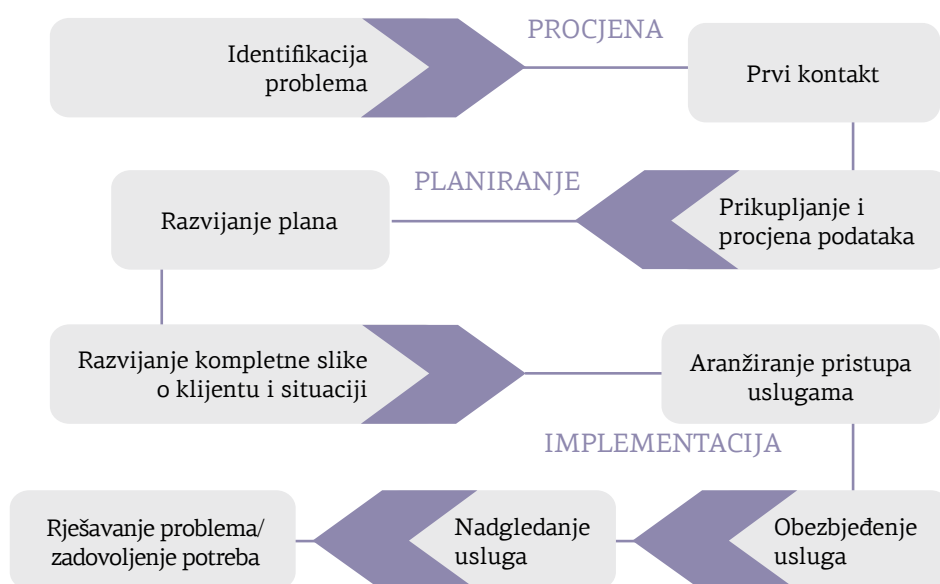 PROCJENA
Identifikacija
problema
Prvi kontakt
PLANIRANJE
Prikupljanje i
procjena podataka
Razvijanje plana
Razvijanje kompletne slike
o klijentu i situaciji
Aranžiranje pristupa
uslugama
IMPLEMENTACIJA
Obezbjeđenje
usluga
Nadgledanje
usluga
Rješavanje problema/
zadovoljenje potreba